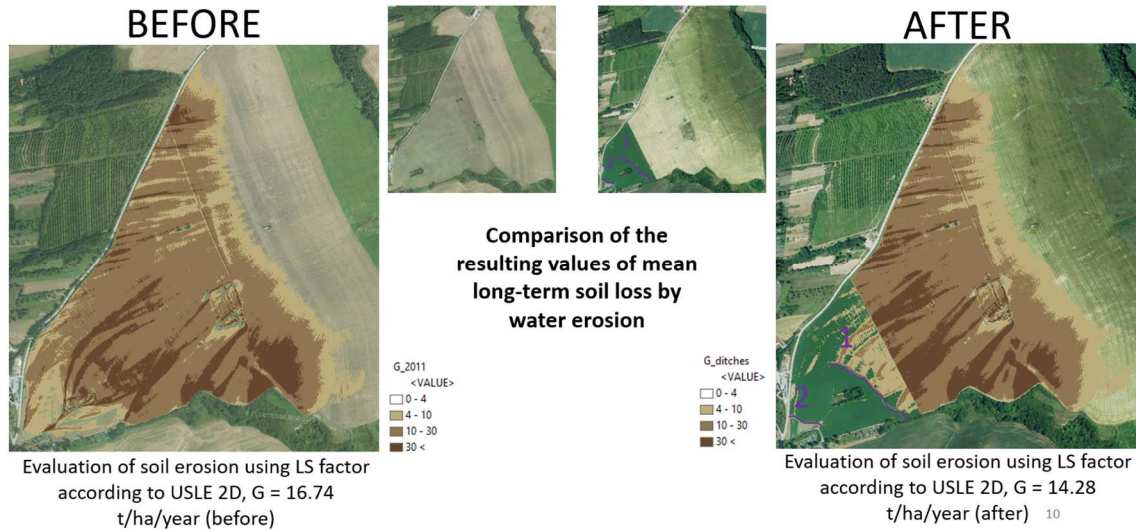 BEFORE
AFTER
1
2
1
2
Comparison of the
resulting values of mean
long-term soil loss by
water erosion
G_2011
<VALUE>
0 - 4
4 - 10
10 - 30
30 <
G_ditches
<VALUE>
0 - 4
4 - 10
10 - 30
30 <
Evaluation of soil erosion using LS factor
according to USLE 2D, G = 16.74
t/ha/year (before)
Evaluation of soil erosion using LS factor
according to USLE 2D, G = 14.28
t/ha/year (after)
10